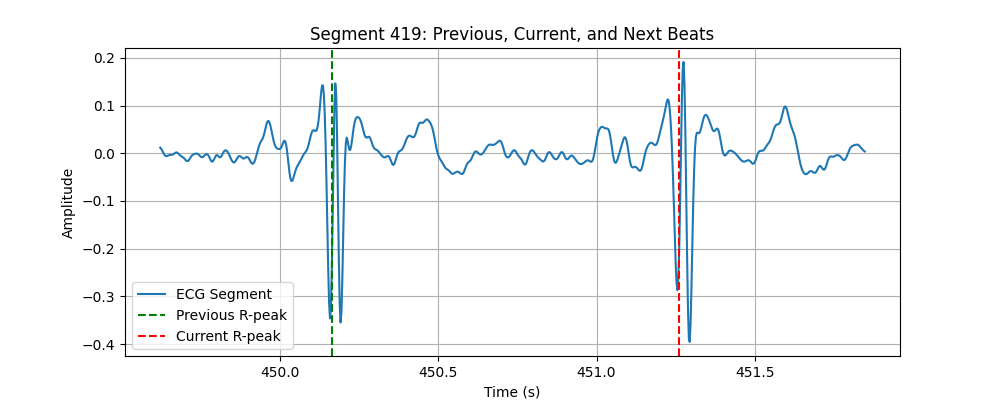 Segment 419: Previous, Current, and Next Beats
0.2
0.1
0.0
−0.1
−0.2
−0.3
−0.4
Amplitude
ECG Segment
Previous R-peak
Current R-peak
450.0 450.5 451.0 451.5
Time (s)